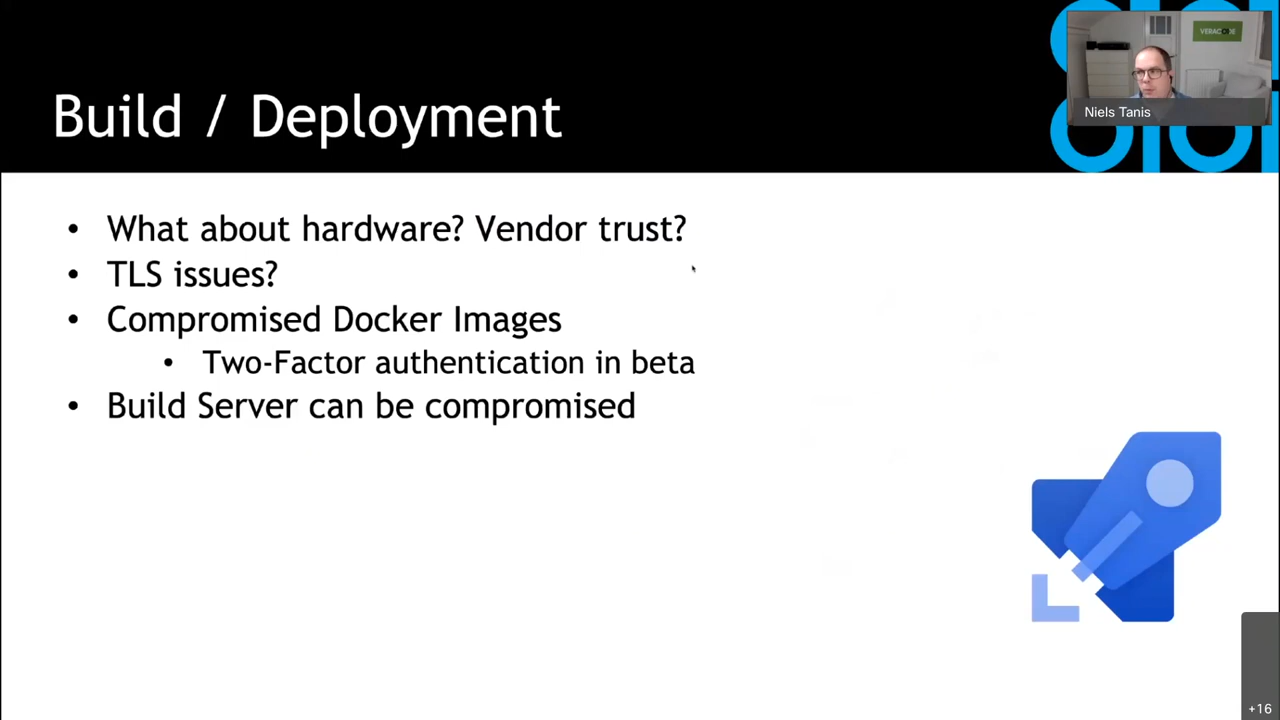 Build / Deployment
VERACODE
Niels Tanis
• What about hardware? Vendor trust?
• TLS issues?
• Compromised Docker Images
• Two-Factor authentication in beta
• Build Server can be compromised
+16